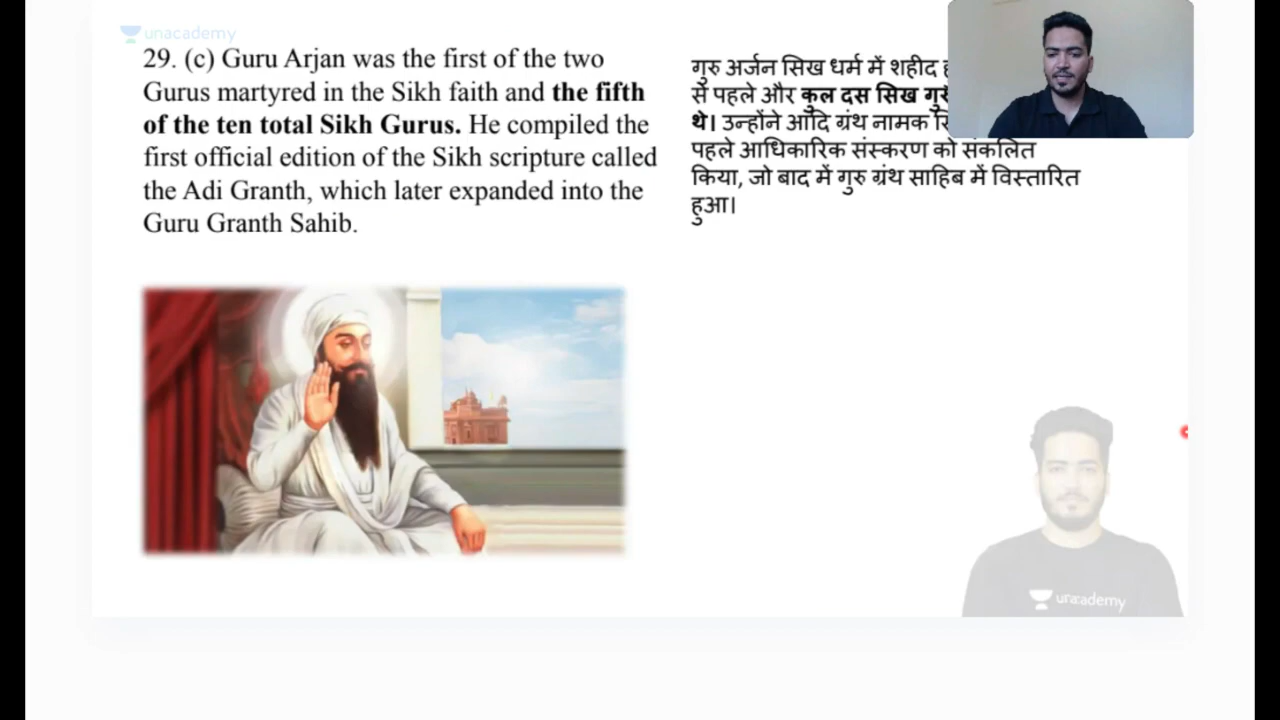 unacademy
29. (c) Guru Arjan was the first of the two
Gurus martyred in the Sikh faith and the fifth
of the ten total Sikh Gurus. He compiled the
first official edition of the Sikh scripture called
the Adi Granth, which later expanded into the
Guru Granth Sahib.
गुरु अर्जन सिख धर्म में शहीद
से पहले और कुल दस सिख
थे। उन्होंने आदि ग्रंथ नामक
पहले आधिकारिक संस्करण को संकलित
किया, जो बाद में गुरु ग्रंथ साहिब में विस्तारित
हुआ।
unacademy